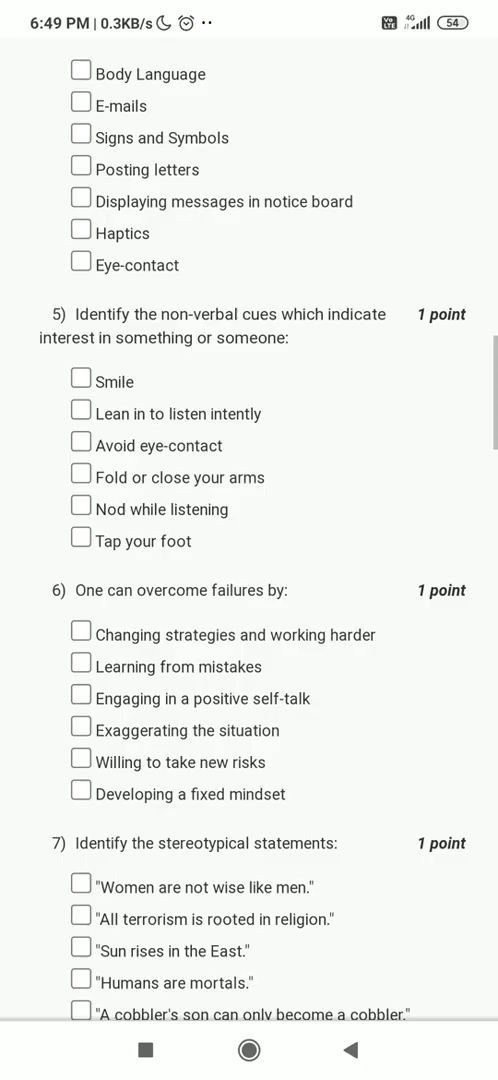 6:49 PM | 0.3KB/s
Vo LTE 4G 54
Body Language
E-mails
Signs and Symbols
Posting letters
Displaying messages in notice board
Haptics
Eye-contact
5) Identify the non-verbal cues which indicate 1 point
interest in something or someone:
Smile
Lean in to listen intently
Avoid eye-contact
Fold or close your arms
Nod while listening
Tap your foot
6) One can overcome failures by: 1 point
Changing strategies and working harder
Learning from mistakes
Engaging in a positive self-talk
Exaggerating the situation
Willing to take new risks
Developing a fixed mindset
7) Identify the stereotypical statements: 1 point
"Women are not wise like men."
"All terrorism is rooted in religion."
"Sun rises in the East."
"Humans are mortals."
"A cobbler's son can only become a cobbler."